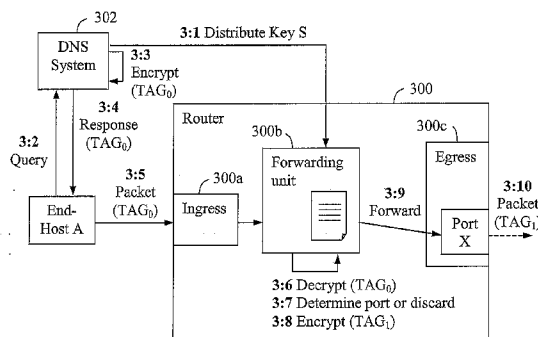 302
DNS
System
3:1 Distribute Key S
3:3
Encrypt
(TAG₀)
3:4
Response
(TAG₀)
3:2
Query
3:5
Packet
(TAG₀)
End-
Host A
300
Router
300a
Ingress
300b
Forwarding
unit
300c
Egress
3:9
Forward
Port
X
3:10
Packet
(TAG₁)
3:6 Decrypt (TAG₀)
3:7 Determine port or discard
3:8 Encrypt (TAG₁)